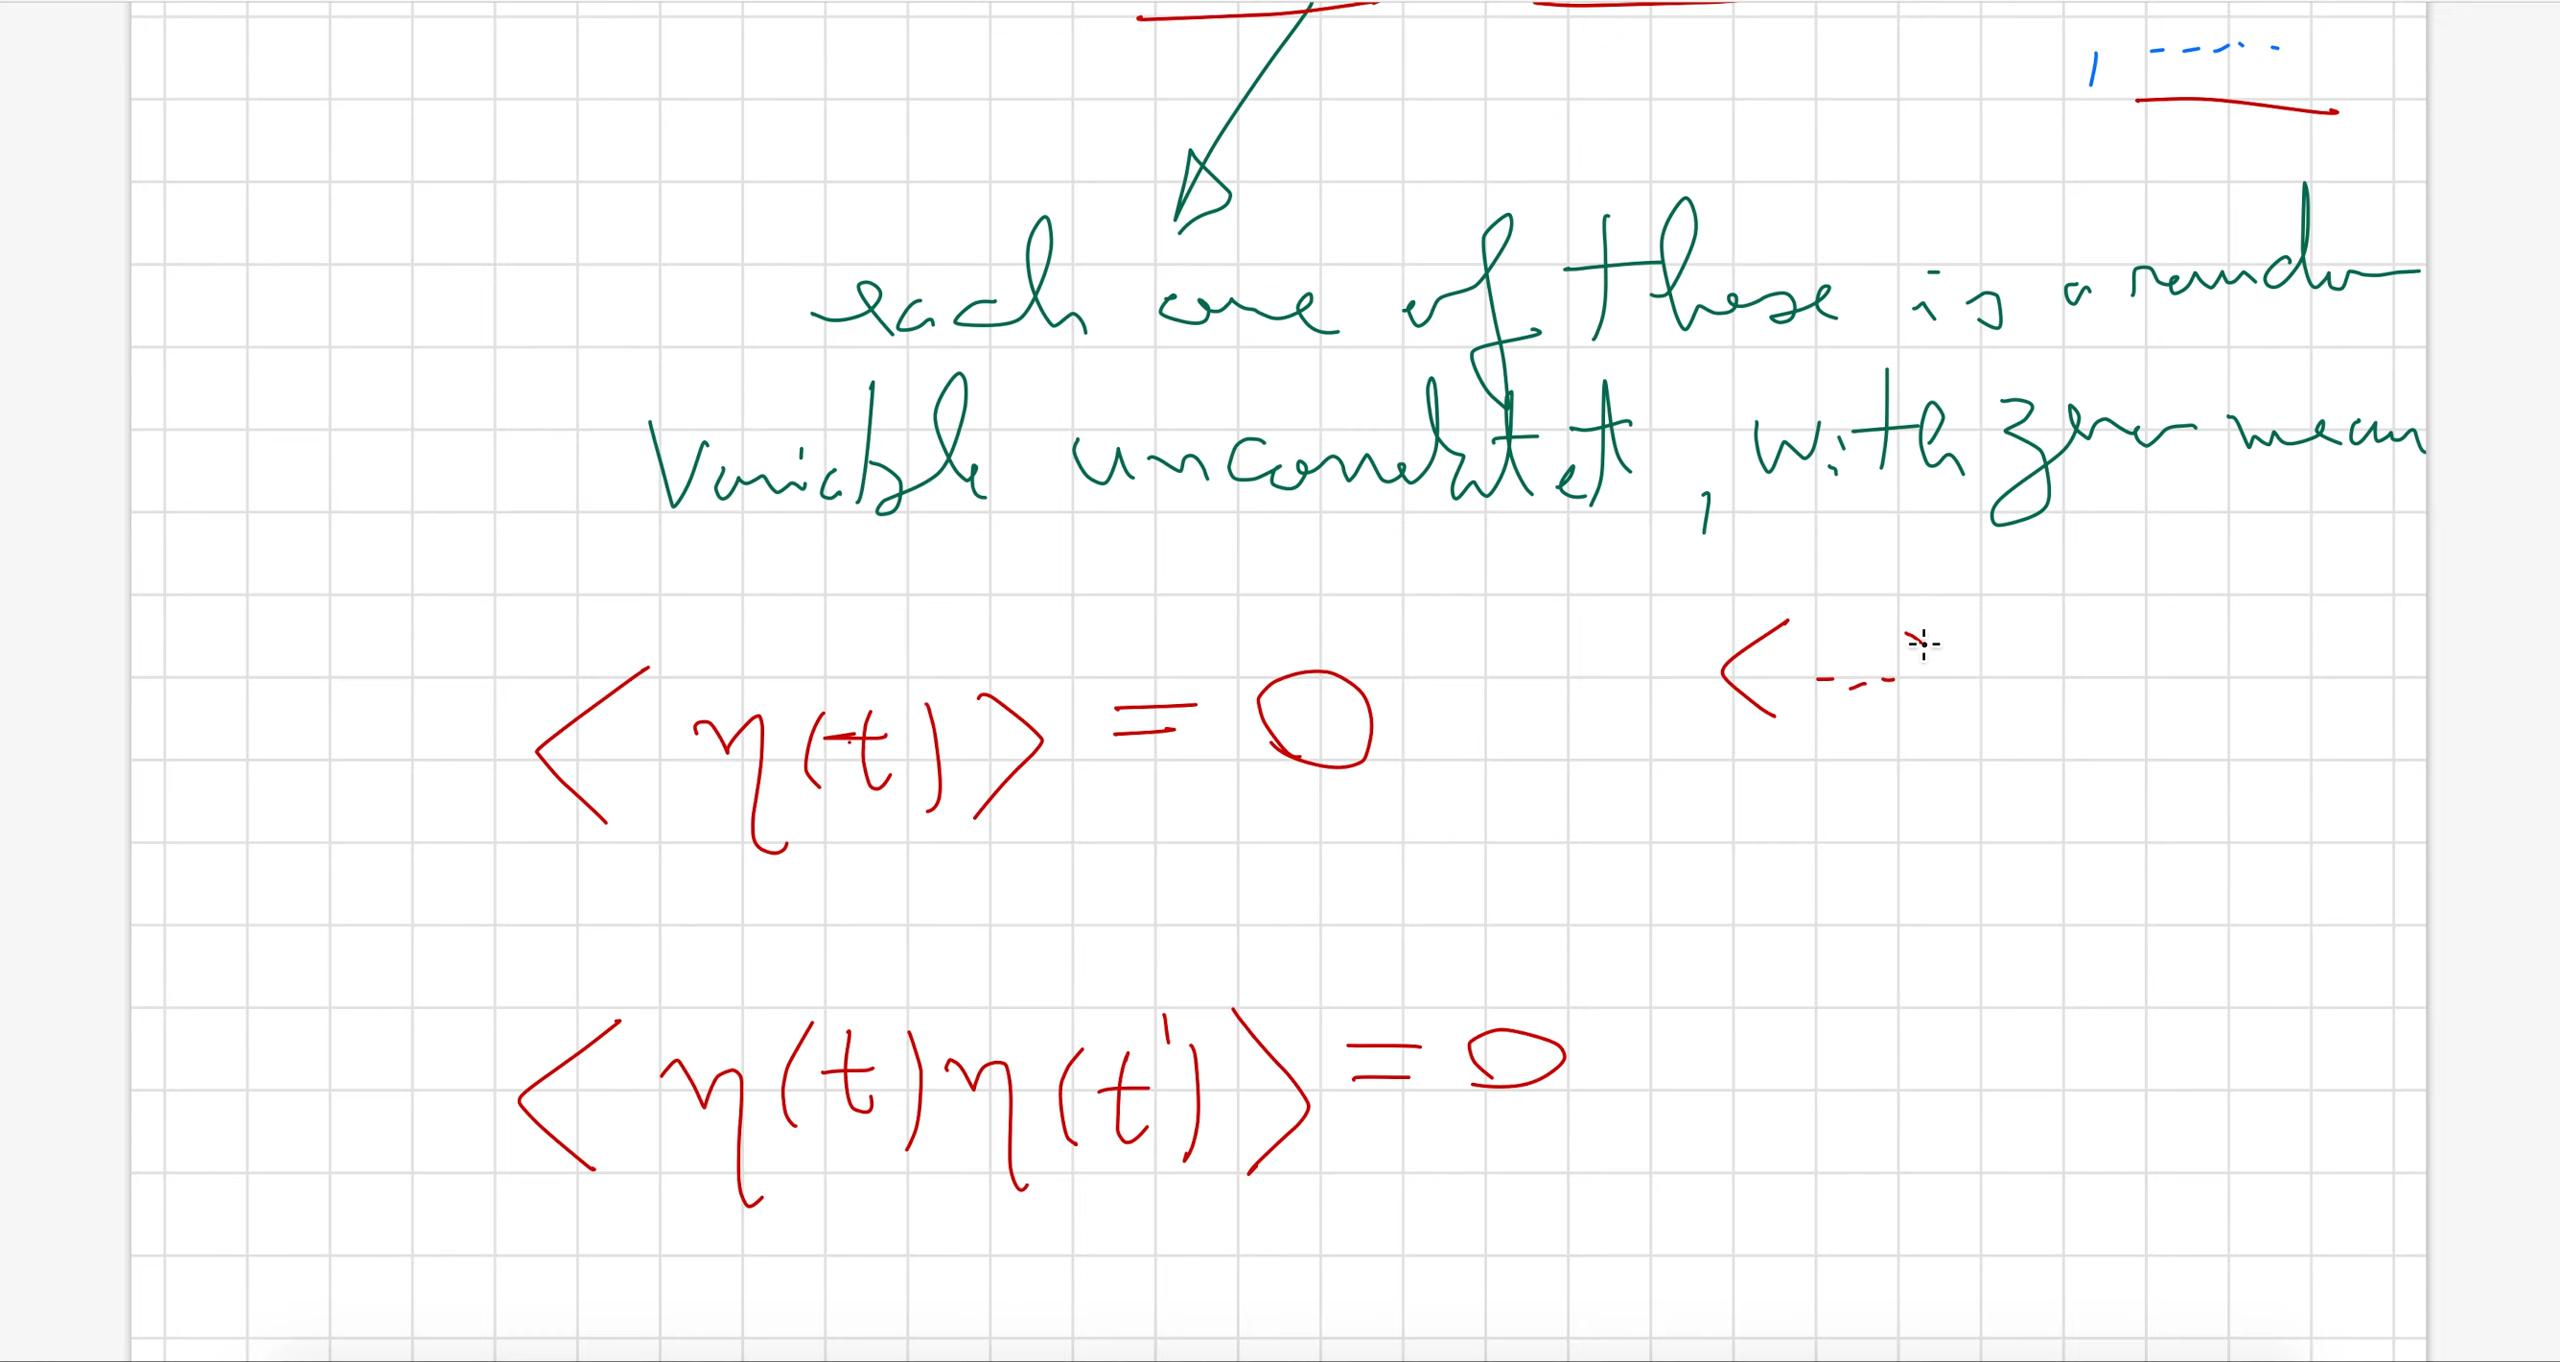 , ----
each one of these is a random
variable uncorrelated, with zero mean
< ---
< η(t) > = 0
< η(t) η(t') > = 0